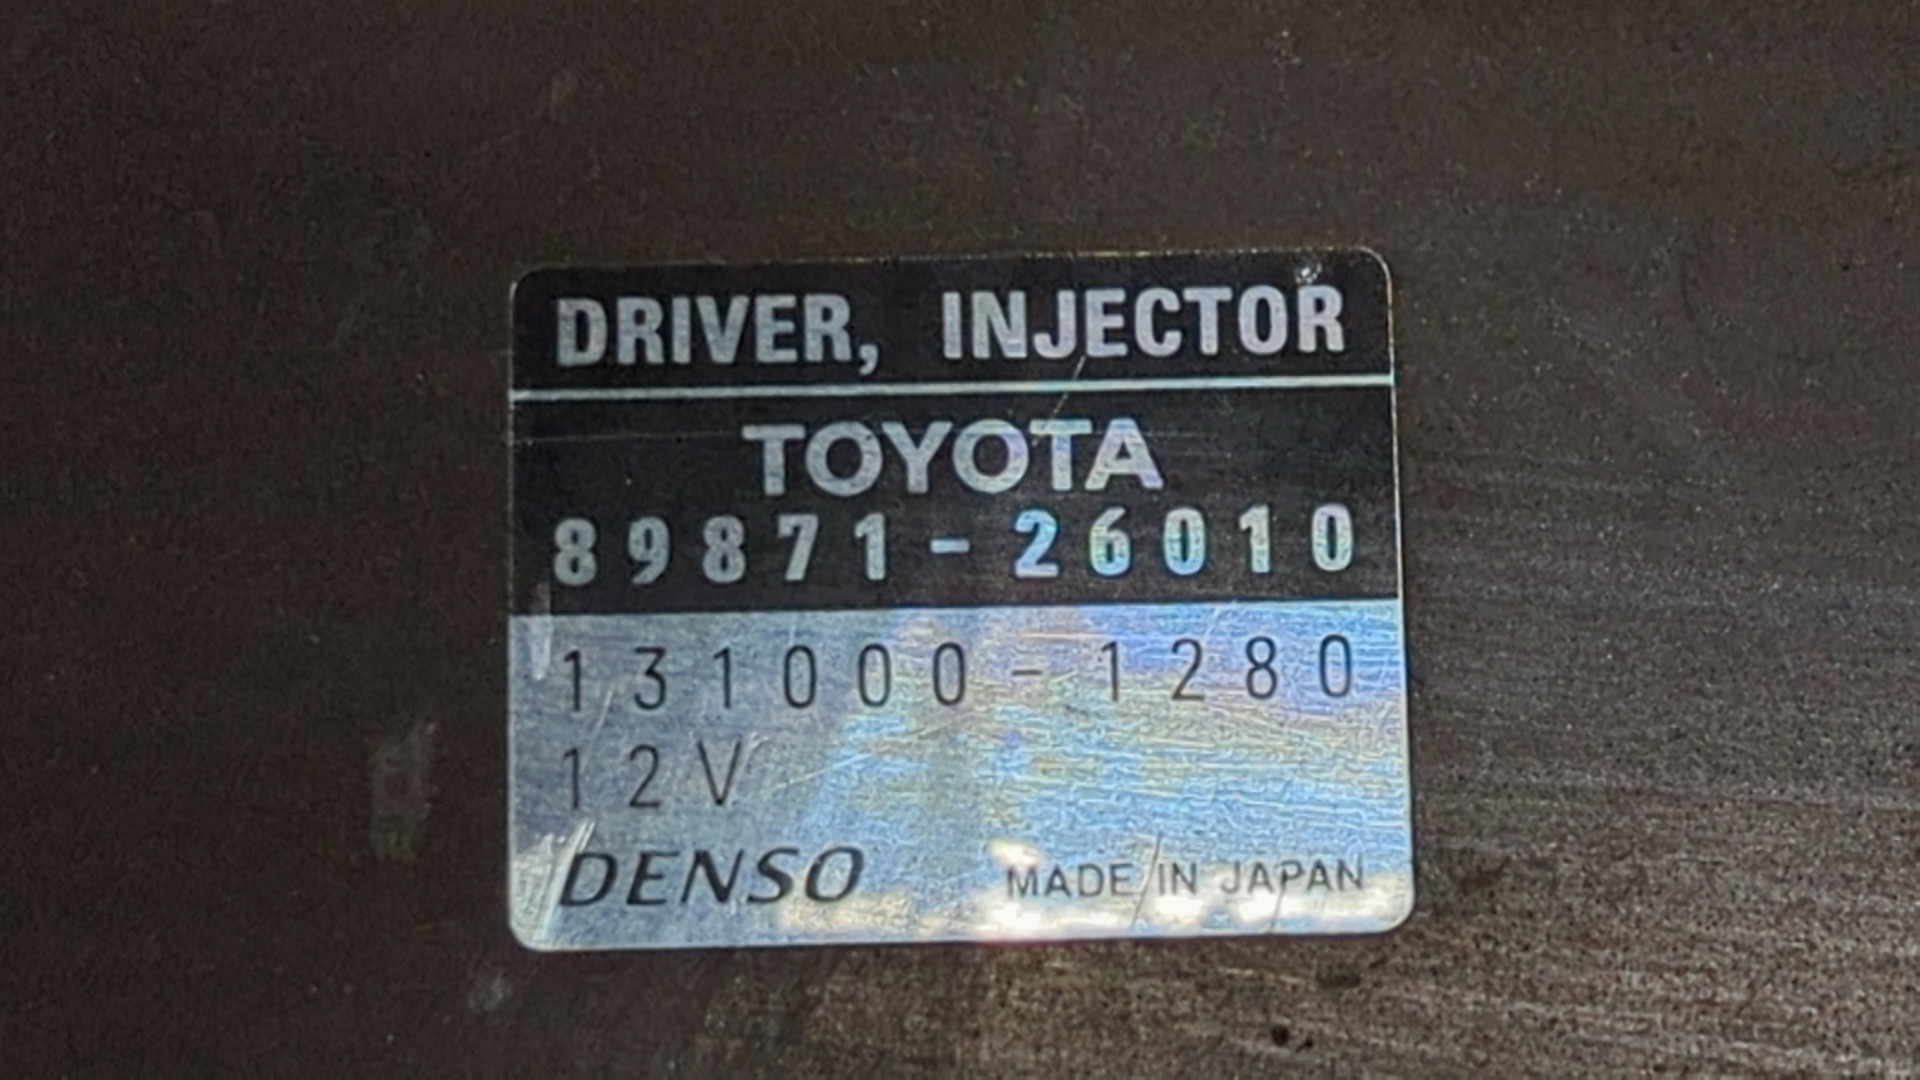 DRIVER, INJECTOR
TOYOTA
89871-26010
131000-1280
12V
DENSO MADE IN JAPAN